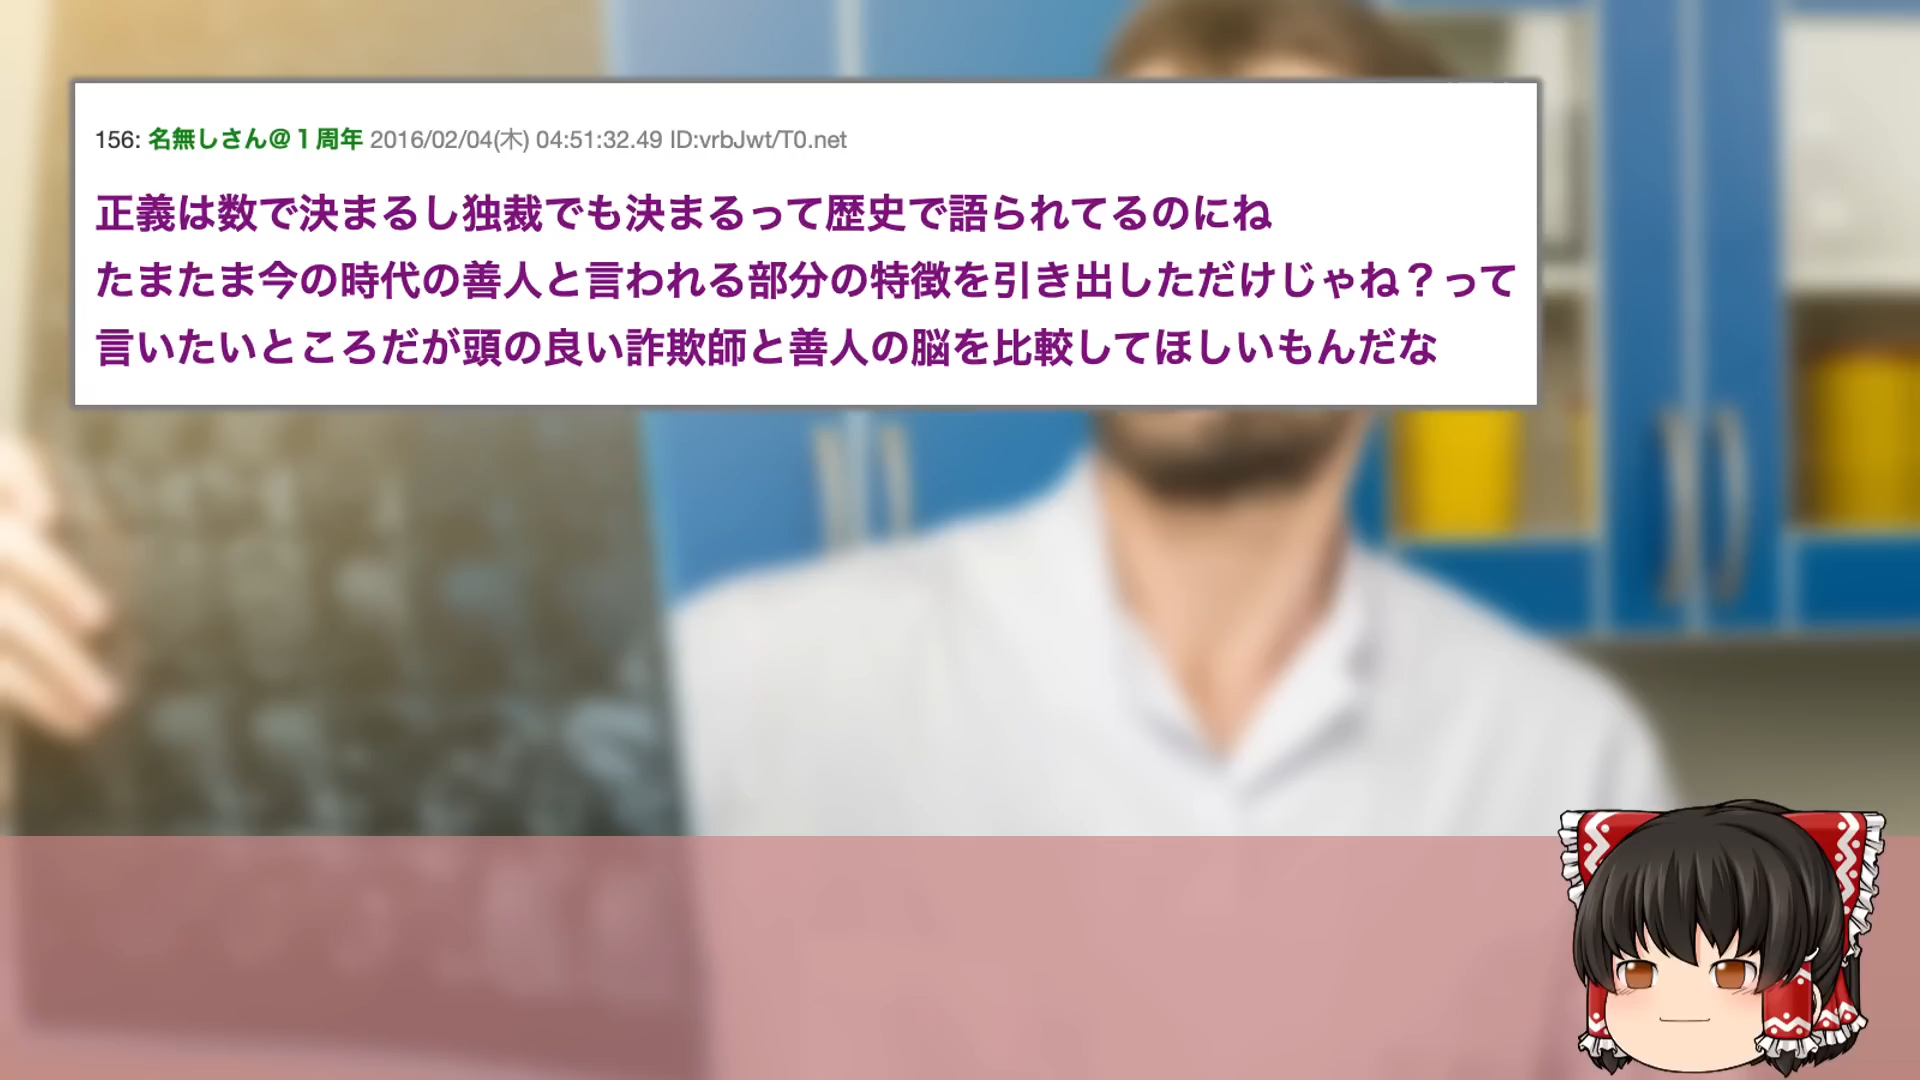 156: 名無しさん@１周年 2016/02/04(木) 04:51:32.49 ID:vrbJwt/T0.net
正義は数で決まるし独裁でも決まるって歴史で語られてるのにね
たまたま今の時代の善人と言われる部分の特徴を引き出しただけじゃね？って
言いたいところだが頭の良い詐欺師と善人の脳を比較してほしいもんだな